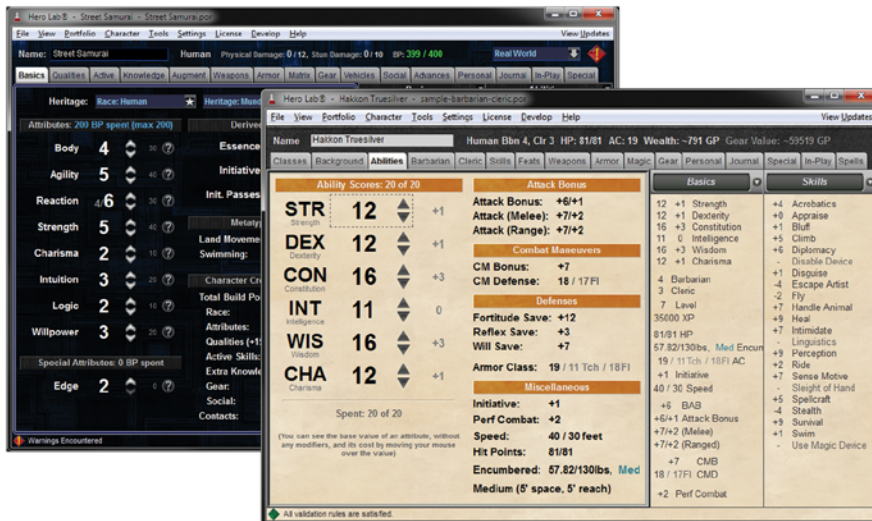 Hero Lab® - Street Samurai - Street Samurai.por
File View Portfolio Character Tools Settings License Develop Help View Updates
Name: Street Samurai Human Physical Damage: 0/12, Stun Damage: 0/10 BP: 399 / 400 Real World
Basics Qualities Active Knowledge Augment Weapons Armor Matrix Gear Vehicles Social Advances Personal Journal In-Play Special
Heritage: Race: Human
Attributes: 200 BP spent (max 200)
Body 4 30
Agility 5 40
Reaction 4/6 30
Strength 5 40
Charisma 2 10
Intuition 3 20
Logic 2 10
Willpower 3 20
Special Attributes: 0 BP spent
Edge 2 0
Essence
Initiative
Init. Passes
Land Movem
Swimming:
Character Cre
Total Build Po
Race:
Attributes:
Qualities (+1
Active Skills:
Extra Knowle
Gear:
Social:
Contacts:
Warnings Encountered
Hero Lab® - Hakkon Truesilver - sample-barbarian-cleric.por
File View Portfolio Character Tools Settings License Develop Help View Updates
Name Hakkon Truesilver Human Bbn 4, Clr 3 HP: 81/81 AC: 19 Wealth: ~791 GP Gear Value: ~59519 GP
Classes Background Abilities Barbarian Cleric Skills Feats Weapons Armor Magic Gear Personal Journal Special In-Play Spells
Ability Scores: 20 of 20
STR 12 +1
Strength
DEX 12 +1
Dexterity
CON 16 +3
Constitution
INT 11 0
Intelligence
WIS 16 +3
Wisdom
CHA 12 +1
Charisma
Spent: 20 of 20
(You can see the base value of an attribute, without
any modifiers, and its cost by moving your mouse
over the value)
Attack Bonus
Attack Bonus: +6/+1
Attack (Melee): +7/+2
Attack (Range): +7/+2
Combat Maneuvers
CM Bonus: +7
CM Defense: 18 / 17Fl
Defenses
Fortitude Save: +12
Reflex Save: +3
Will Save: +7
Armor Class: 19 / 11 Tch / 18Fl
Miscellaneous
Initiative: +1
Perf Combat: +2
Speed: 40 / 30 feet
Hit Points: 81/81
Encumbered: 57.82/130lbs, Med
Medium (5' space, 5' reach)
Basics
12 +1 Strength
12 +1 Dexterity
16 +3 Constitution
11 0 Intelligence
16 +3 Wisdom
12 +1 Charisma
4 Barbarian
3 Cleric
7 Level
35000 XP
81/81 HP
57.82/130lbs, Med Encun
19 / 11 Tch / 18Fl AC
+1 Initiative
40 / 30 Speed
+6 BAB
+6/+1 Attack Bonus
+7/+2 (Melee)
+7/+2 (Ranged)
+7 CMB
18 / 17Fl CMD
+2 Perf Combat
Skills
+4 Acrobatics
+0 Appraise
+1 Bluff
+5 Climb
+6 Diplomacy
- Disable Device
+1 Disguise
-4 Escape Artist
-2 Fly
+7 Handle Animal
+9 Heal
+7 Intimidate
- Linguistics
+9 Perception
+2 Ride
+7 Sense Motive
- Sleight of Hand
+5 Spellcraft
-4 Stealth
+9 Survival
+1 Swim
- Use Magic Device
All validation rules are satisfied.